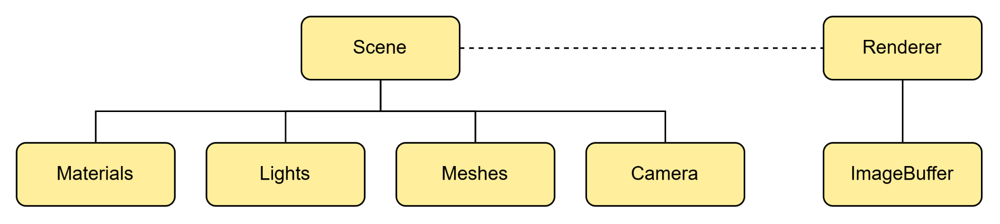 Scene
Renderer
Materials
Lights
Meshes
Camera
ImageBuffer